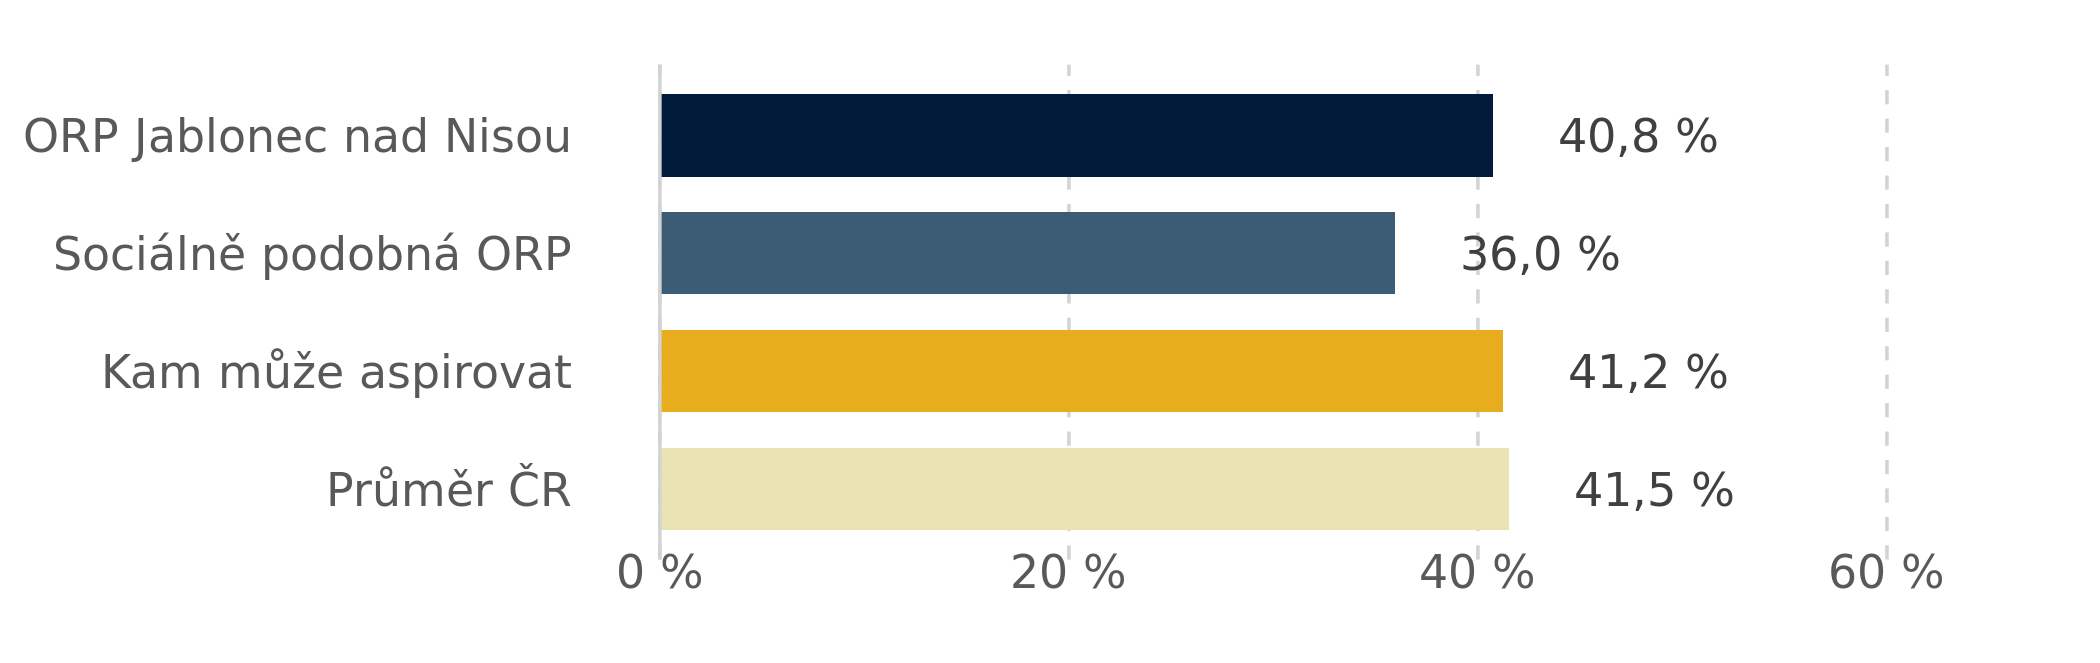 ORP Jablonec nad Nisou 40,8 %
Sociálně podobná ORP 36,0 %
Kam může aspirovat 41,2 %
Průměr ČR 41,5 %
0 % 20 % 40 % 60 %